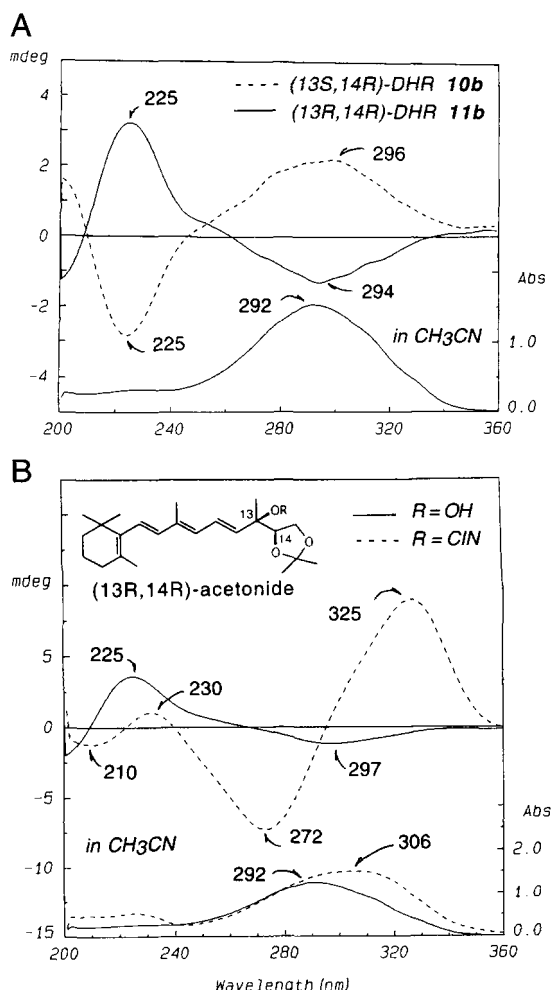 A
mdeg
4
2
0
-2
-4
225
(13S,14R)-DHR 10b
(13R,14R)-DHR 11b
296
294
292
225
in CH3CN
Abs
1.0
0.0
200 240 280 320 360
B
mdeg
5
0
-5
-10
-15
13 OR
14
O
O
(13R,14R)-acetonide
R=OH
R=ClN
325
225
230
210
297
272
306
292
in CH3CN
Abs
2.0
1.0
0.0
200 240 280 320 360
Wavelength (nm)